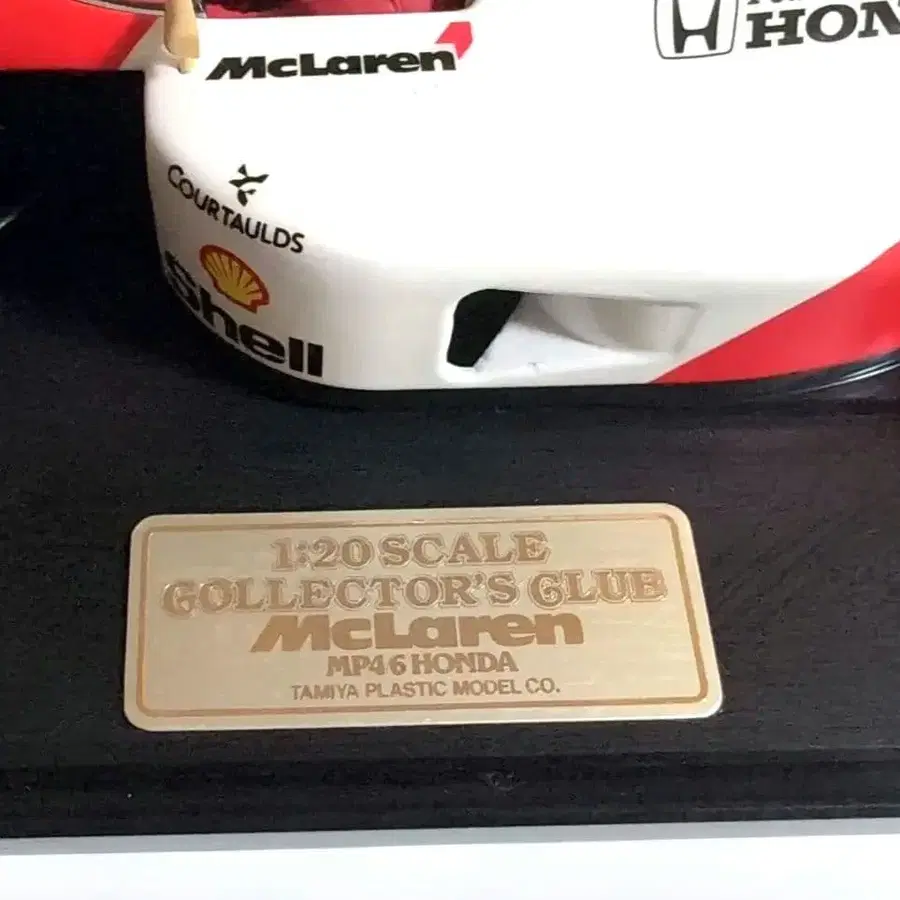 McLaren
HON
COURTAULDS
Shell
1:20 SCALE
COLLECTOR'S CLUB
McLaren
MP4 6 HONDA
TAMIYA PLASTIC MODEL CO.